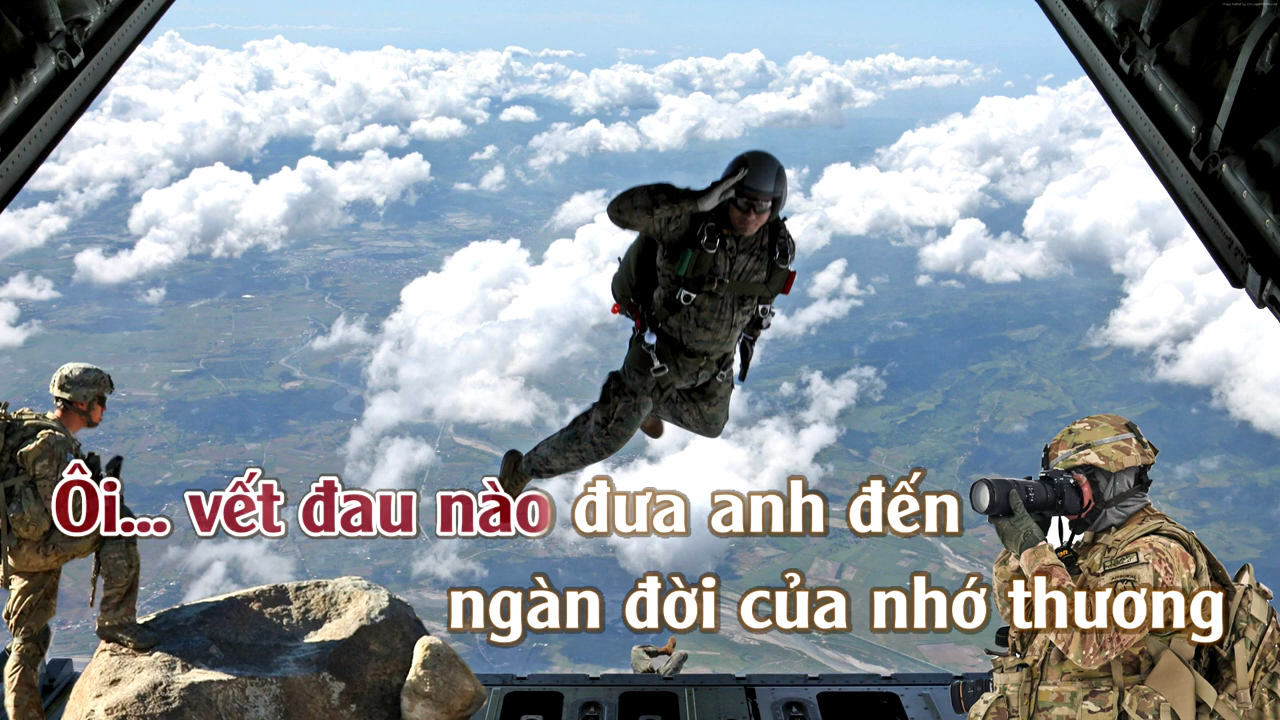 Ôi... vết đau nào đưa anh đến
ngàn đời của nhớ thương